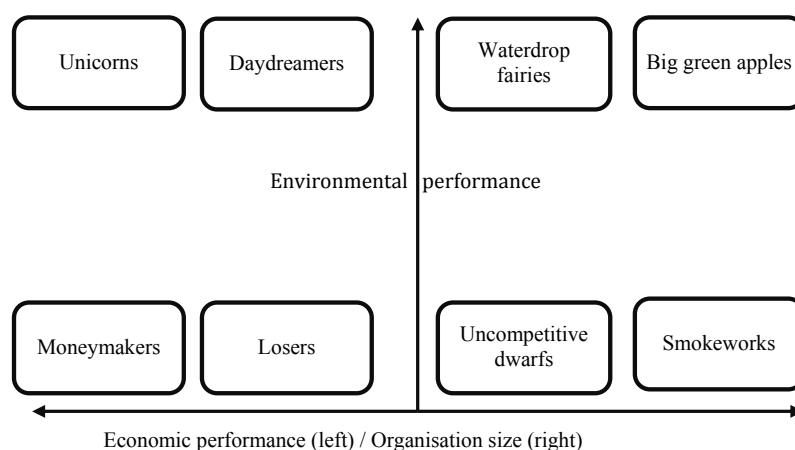 Unicorns
Daydreamers
Waterdrop
fairies
Big green apples
Environmental performance
Moneymakers
Losers
Uncompetitive
dwarfs
Smokeworks
Economic performance (left) / Organisation size (right)